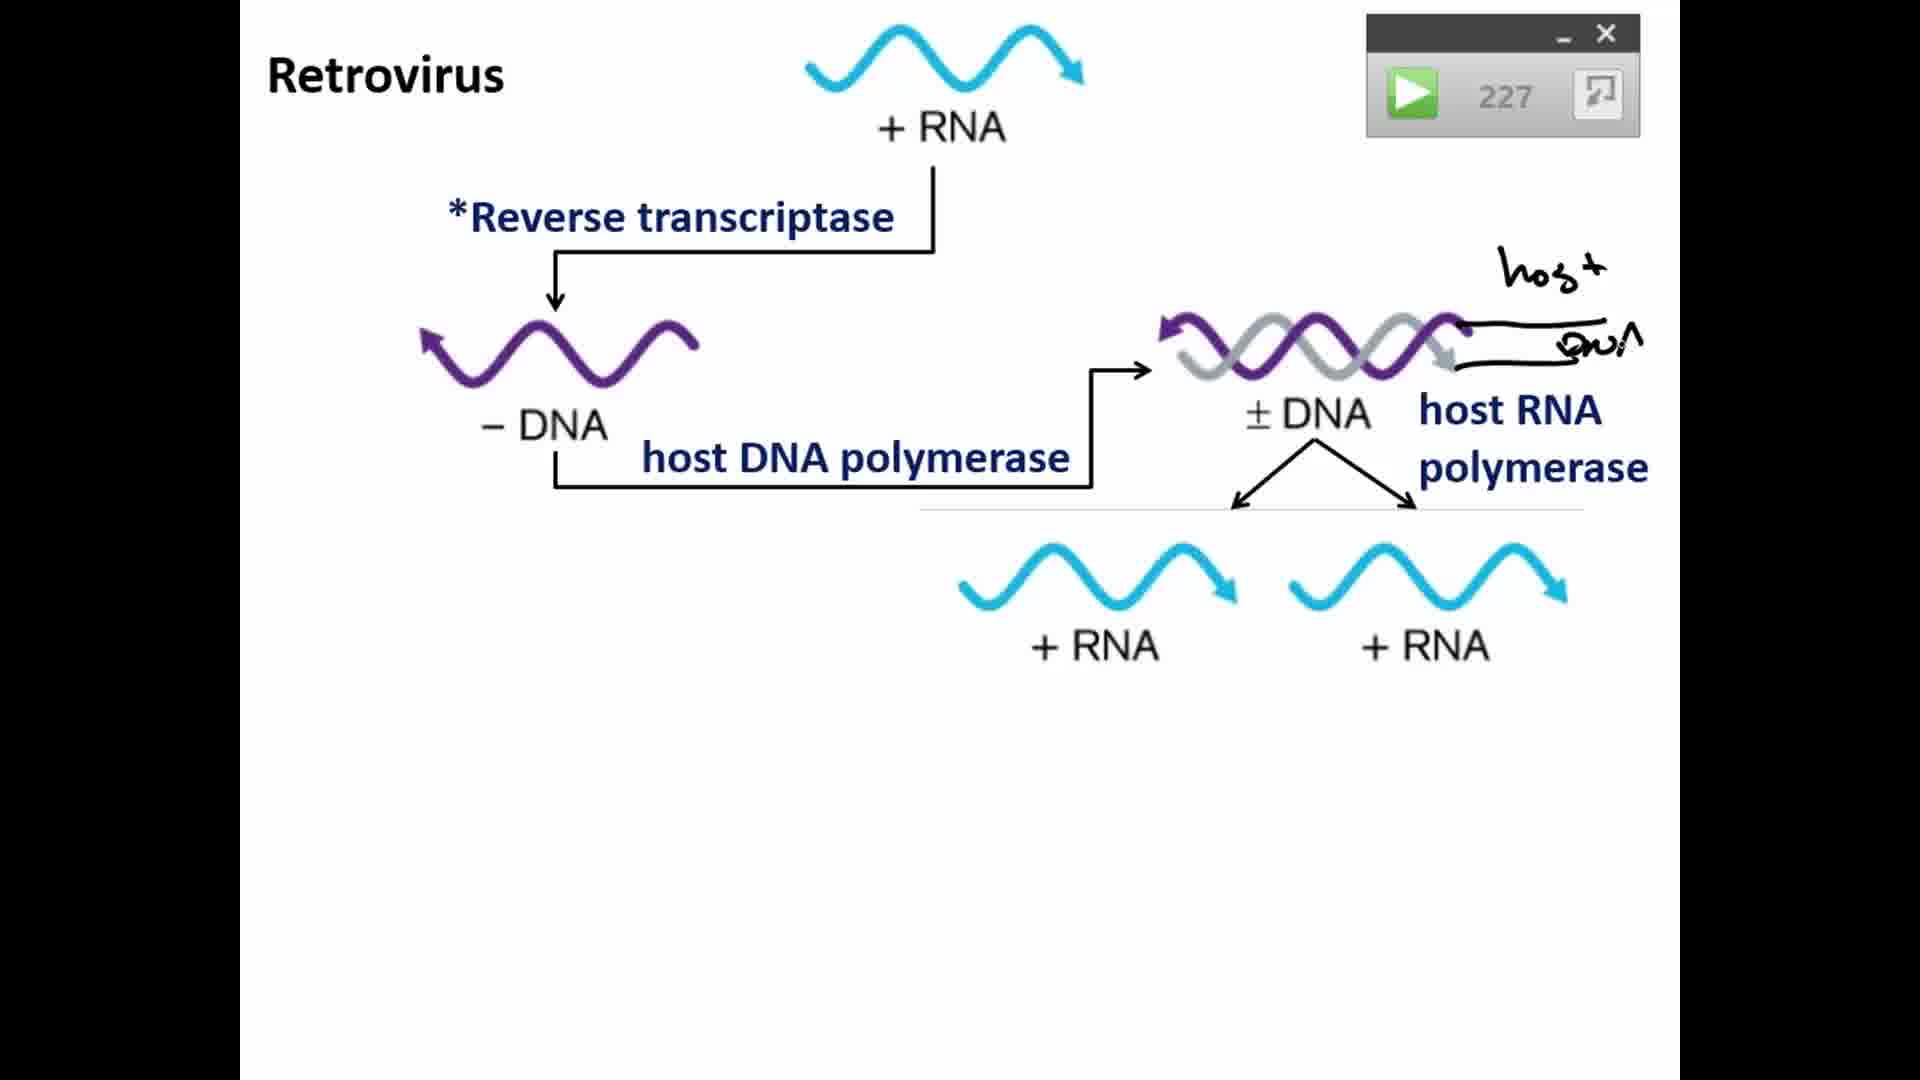 Retrovirus
+ RNA
227
*Reverse transcriptase
host
DNA
− DNA
± DNA
host RNA
polymerase
host DNA polymerase
+ RNA
+ RNA